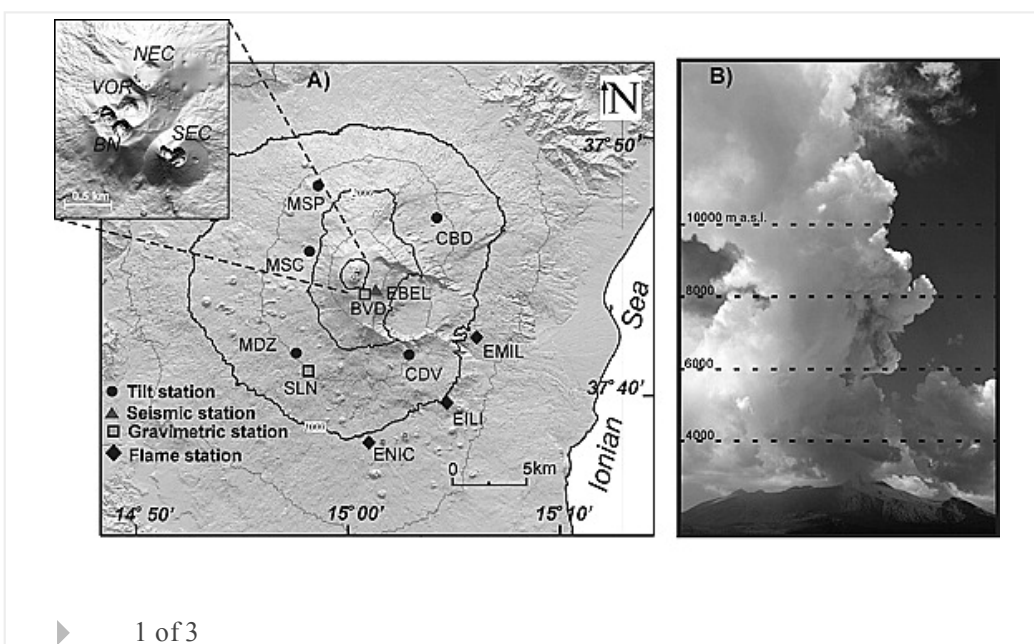 NEC
VOR
BN
SEC
0.5 km
A)
N
37°50'
MSP
CBD
MSC
EBEL
BVD
MDZ
SLN
CDV
EMIL
37°40'
EILI
ENIC
Tilt station
Seismic station
Gravimetric station
Flame station
0 5km
Ionian Sea
14°50'
15°00'
15°10'
B)
10000 m a.s.l.
8000
6000
4000
1 of 3